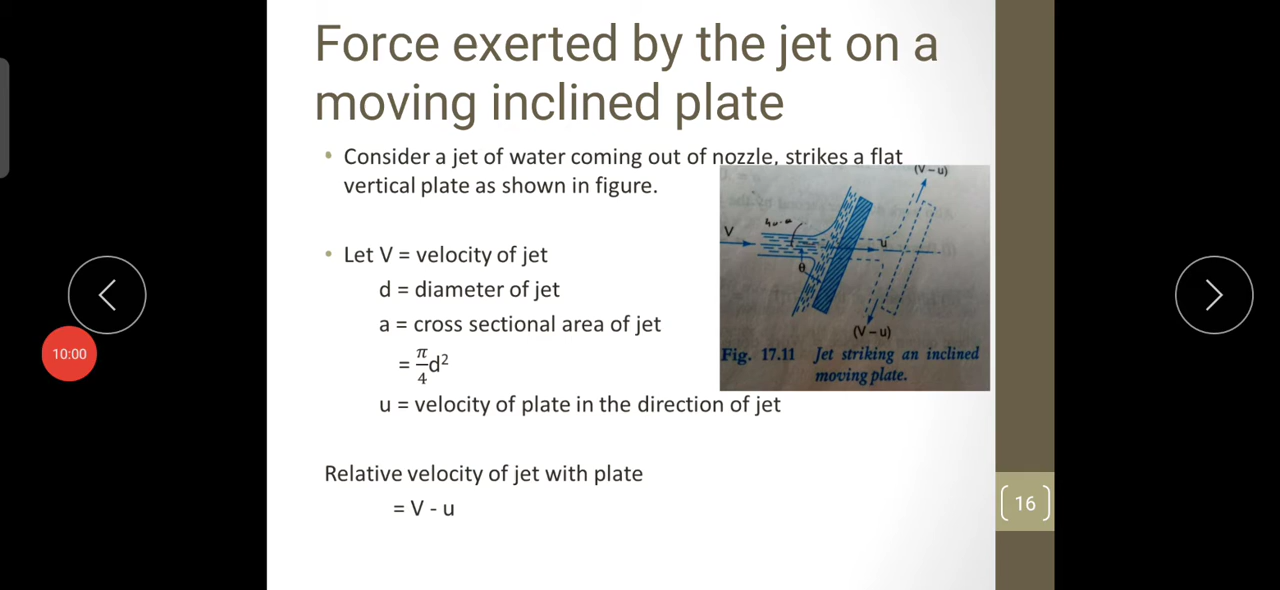 Force exerted by the jet on a
moving inclined plate
• Consider a jet of water coming out of nozzle, strikes a flat
vertical plate as shown in figure.
• Let V = velocity of jet
d = diameter of jet
a = cross sectional area of jet
= π/4 d²
u = velocity of plate in the direction of jet
Relative velocity of jet with plate
= V - u
(V – u)
V
u
θ
(V – u)
Fig. 17.11 Jet striking an inclined
moving plate.
16
10:00